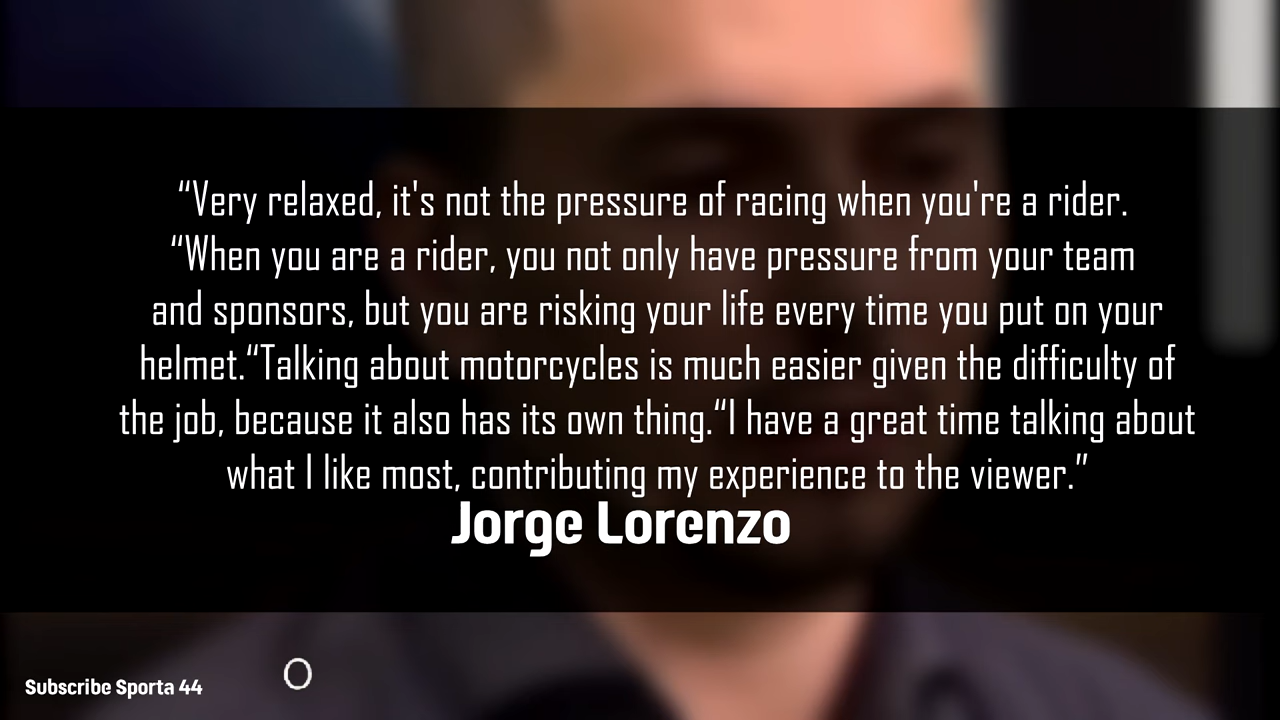 “Very relaxed, it's not the pressure of racing when you're a rider.
“When you are a rider, you not only have pressure from your team
and sponsors, but you are risking your life every time you put on your
helmet.“Talking about motorcycles is much easier given the difficulty of
the job, because it also has its own thing.“I have a great time talking about
what I like most, contributing my experience to the viewer.”
Jorge Lorenzo
Subscribe Sporta 44
O